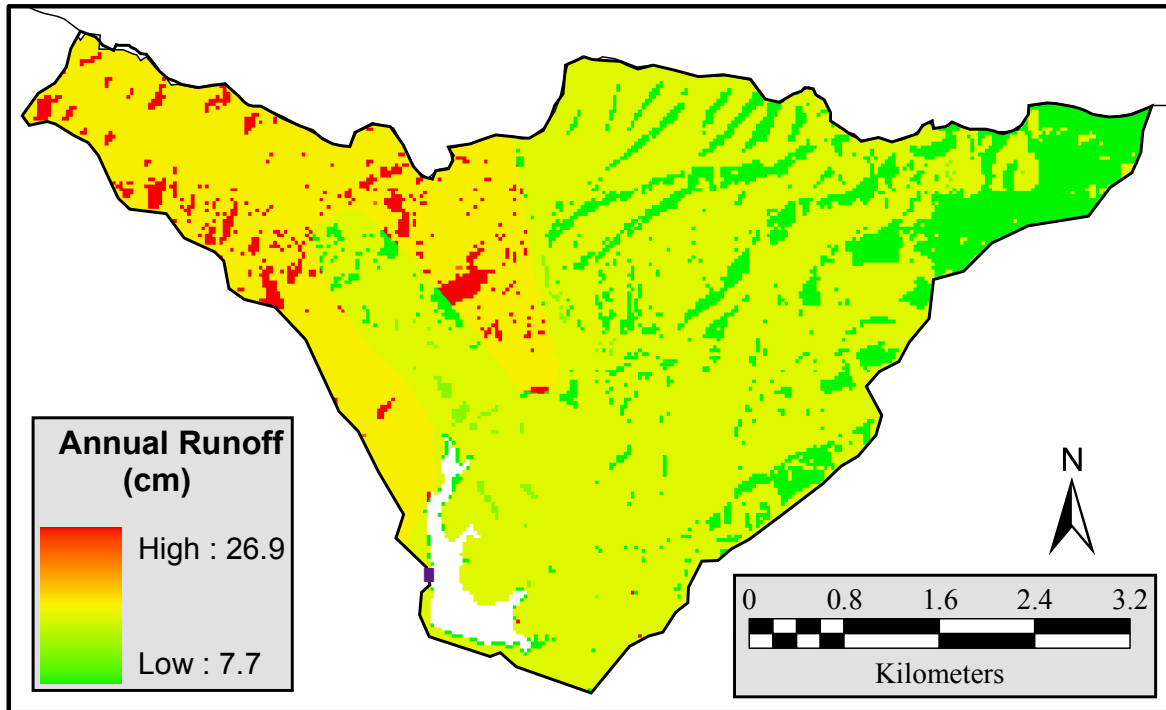 Annual Runoff
(cm)
High : 26.9
Low : 7.7
N
0 0.8 1.6 2.4 3.2
Kilometers